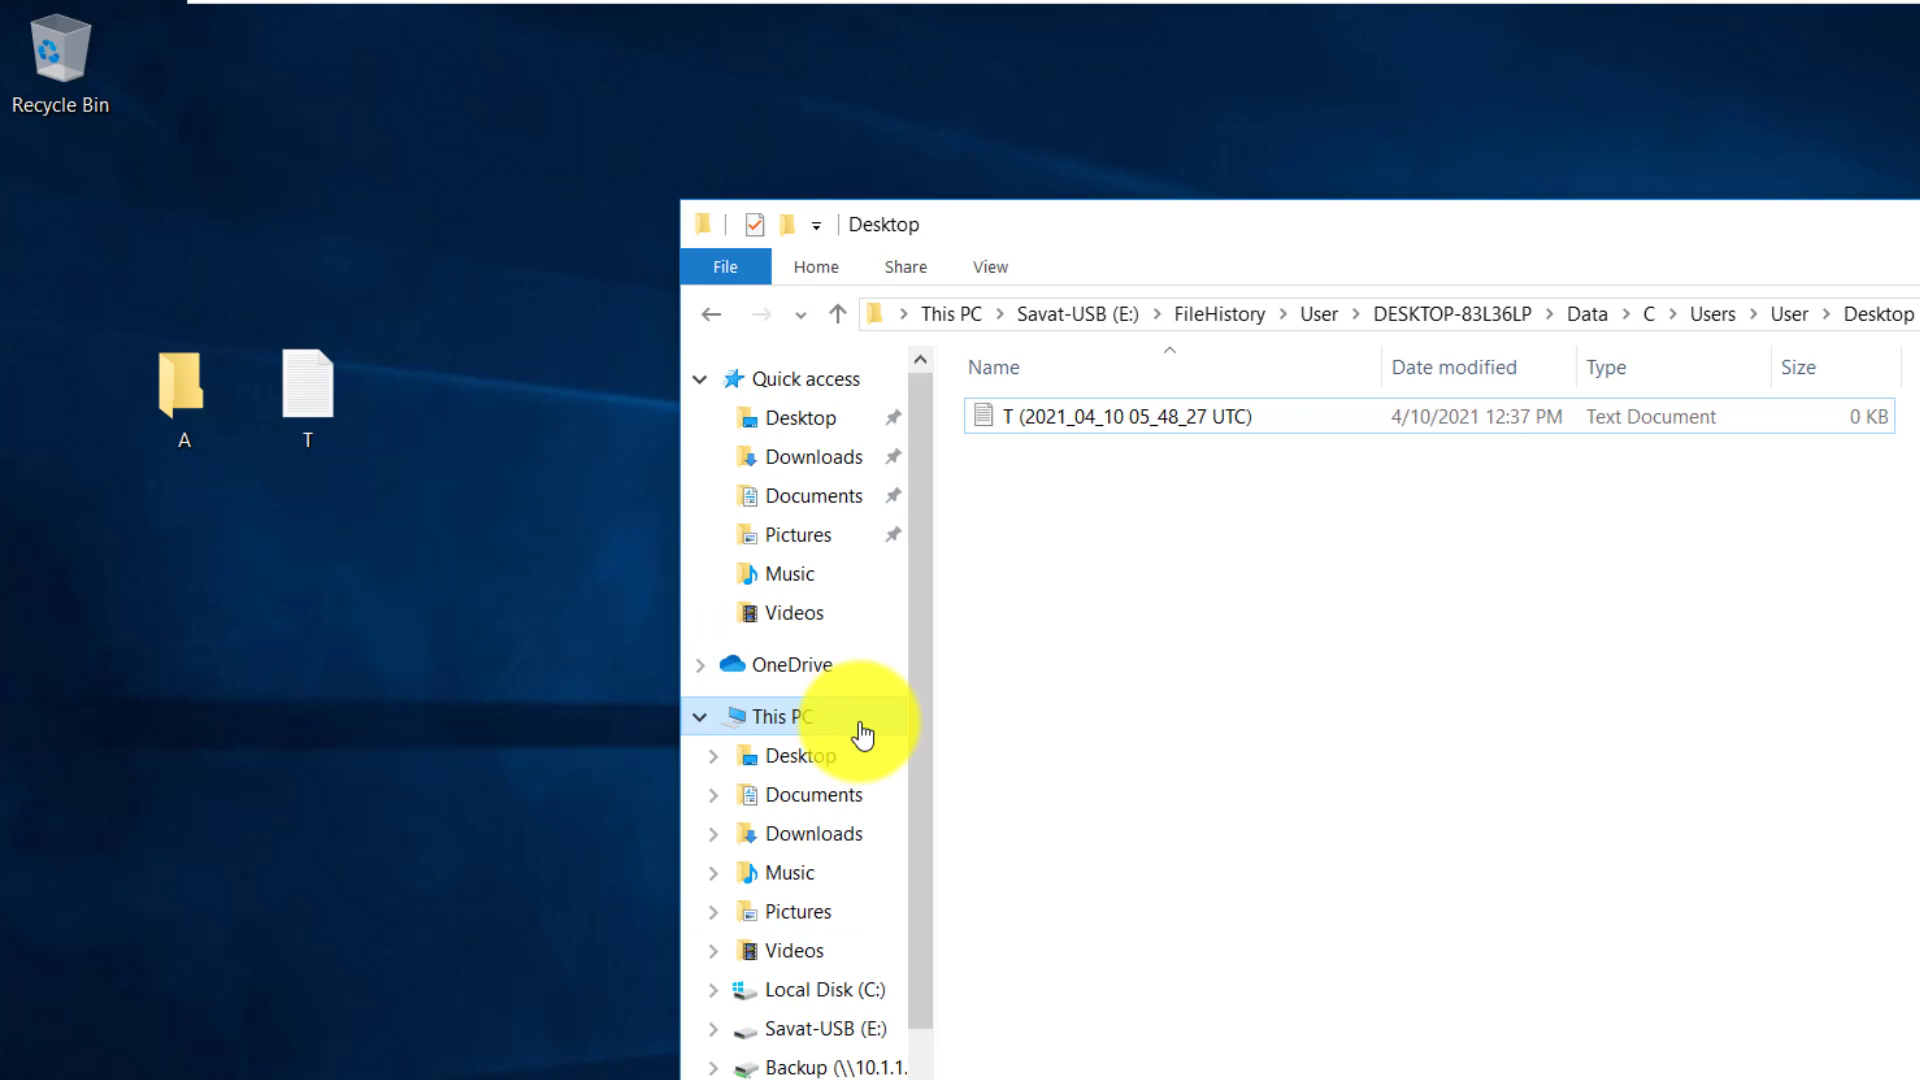 Recycle Bin
A
T
Desktop
File Home Share View
This PC Savat-USB (E:) FileHistory User DESKTOP-83L36LP Data C Users User Desktop
Name Date modified Type Size
T (2021_04_10 05_48_27 UTC) 4/10/2021 12:37 PM Text Document 0 KB
Quick access
Desktop
Downloads
Documents
Pictures
Music
Videos
OneDrive
This PC
Desktop
Documents
Downloads
Music
Pictures
Videos
Local Disk (C:)
Savat-USB (E:)
Backup (\\10.1.1.